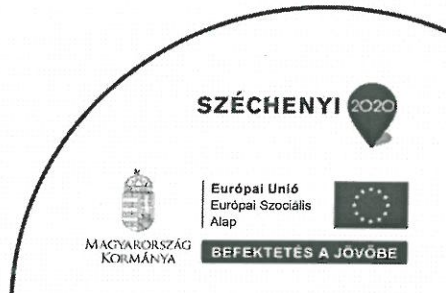 SZÉCHENYI 2020
Európai Unió
Európai Szociális
Alap
MAGYARORSZÁG
KORMÁNYA
BEFEKTETÉS A JÖVŐBE